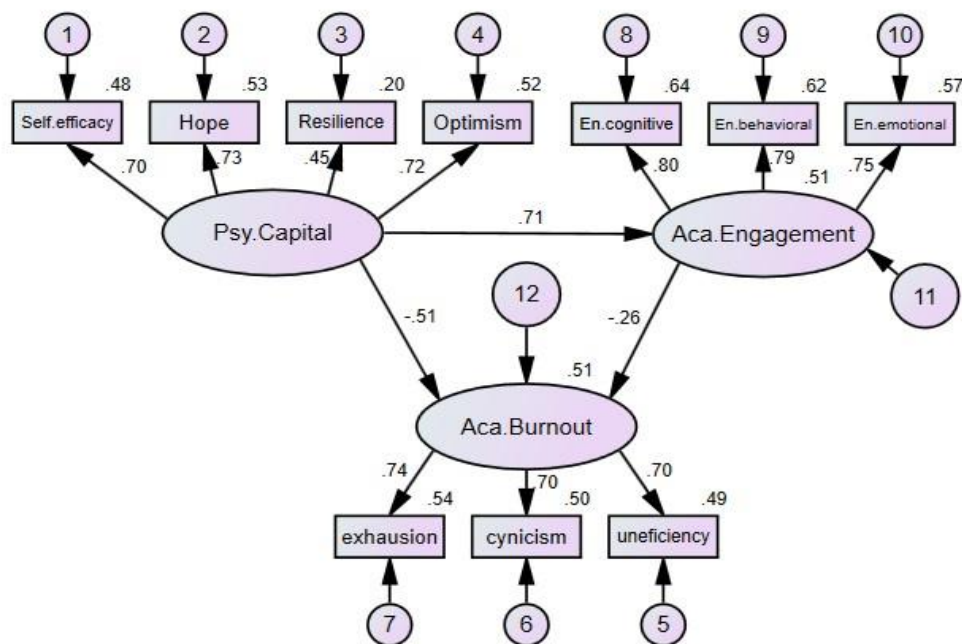 1 2 3 4 8 9 10
.48 .53 .20 .52 .64 .62 .57
Self.efficacy Hope Resilience Optimism En.cognitive En.behavioral En.emotional
.70 .73 .45 .72 .80 .79 .51 .75
Psy.Capital .71 Aca.Engagement
12 11
-.51 -.26
.51
Aca.Burnout
.74 .70 .70
.54 .50 .49
exhausion cynicism uneficiency
7 6 5